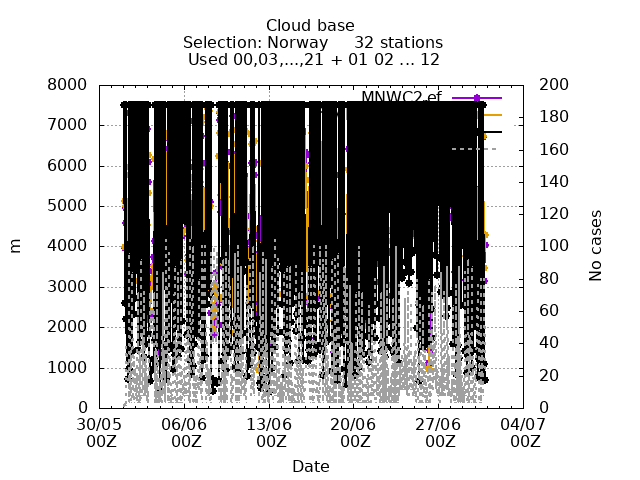 Cloud base
Selection: Norway 32 stations
Used 00,03,...,21 + 01 02 ... 12
8000
7000
6000
5000
4000
3000
2000
1000
0
m
200
180
160
140
120
100
80
60
40
20
0
No cases
MNWC2-ef
30/05 06/06 13/06 20/06 27/06 04/07
00Z 00Z 00Z 00Z 00Z 00Z
Date